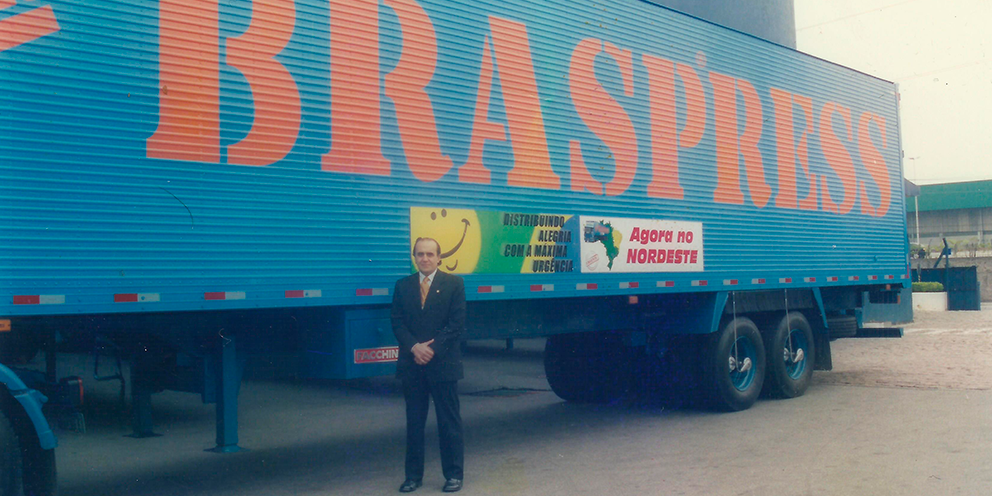 BRASPRESS
DISTRIBUINDO
ALEGRIA
COM A MÁXIMA
URGÊNCIA
Agora no
NORDESTE
FACCHINI